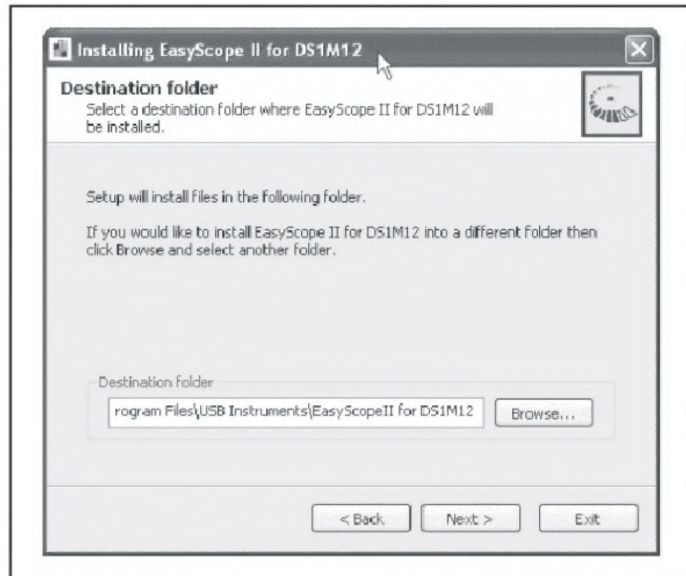 Installing EasyScope II for DS1M12
Destination folder
Select a destination folder where EasyScope II for DS1M12 will
be installed.
Setup will install files in the following folder.
If you would like to install EasyScope II for DS1M12 into a different folder then
click Browse and select another folder.
Destination folder
rogram Files\USB Instruments\EasyScopeII for DS1M12
Browse...
< Back
Next >
Exit